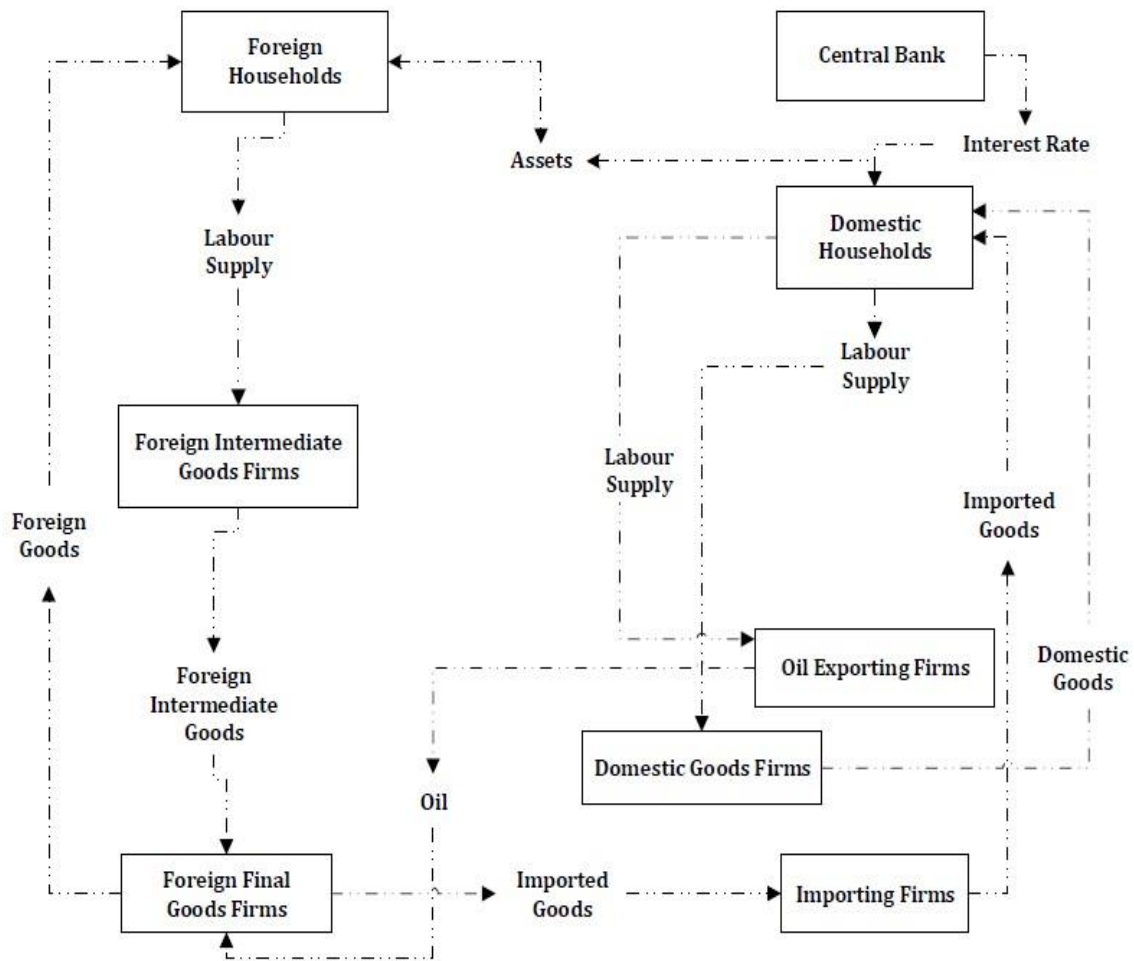 Foreign
Households
Central Bank
Assets
Interest Rate
Labour
Supply
Domestic
Households
Labour
Supply
Foreign Intermediate
Goods Firms
Labour
Supply
Foreign
Goods
Imported
Goods
Foreign
Intermediate
Goods
Oil Exporting Firms
Domestic
Goods
Domestic Goods Firms
Oil
Foreign Final
Goods Firms
Imported
Goods
Importing Firms